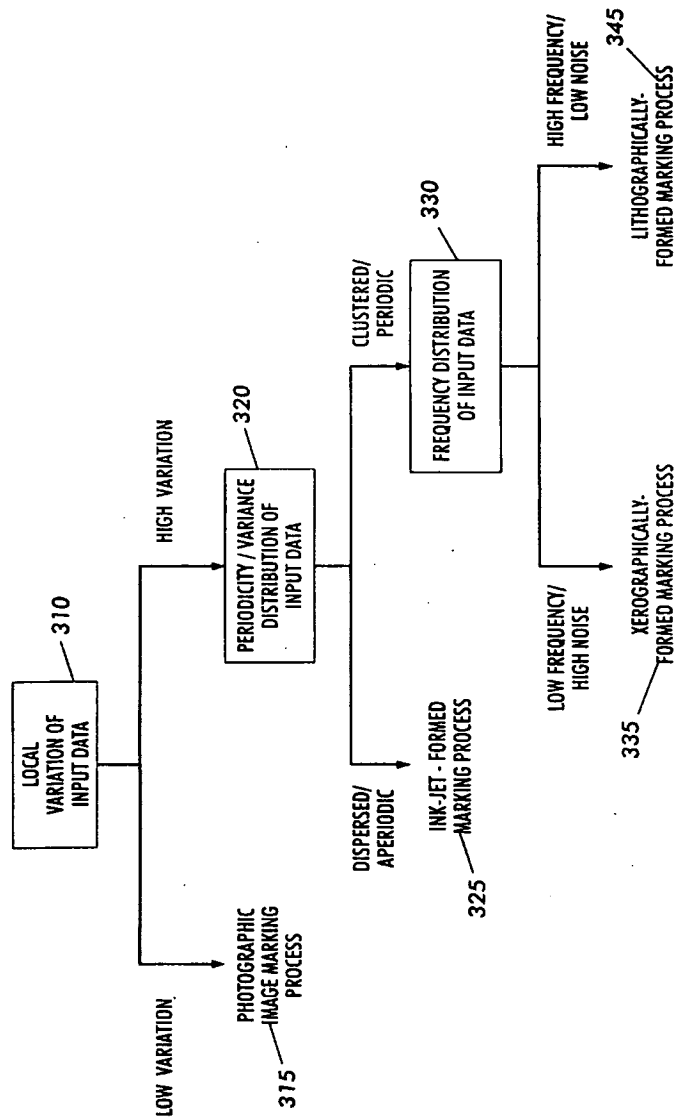 310
LOCAL
VARIATION OF
INPUT DATA
LOW VARIATION
HIGH VARIATION
PHOTOGRAPHIC
IMAGE MARKING
PROCESS
315
320
PERIODICITY / VARIANCE
DISTRIBUTION OF
INPUT DATA
DISPERSED/
APERIODIC
CLUSTERED/
PERIODIC
INK-JET - FORMED
MARKING PROCESS
325
330
FREQUENCY DISTRIBUTION
OF INPUT DATA
LOW FREQUENCY/
HIGH NOISE
HIGH FREQUENCY/
LOW NOISE
XEROGRAPHICALLY-
FORMED MARKING PROCESS
335
LITHOGRAPHICALLY-
FORMED MARKING PROCESS
345